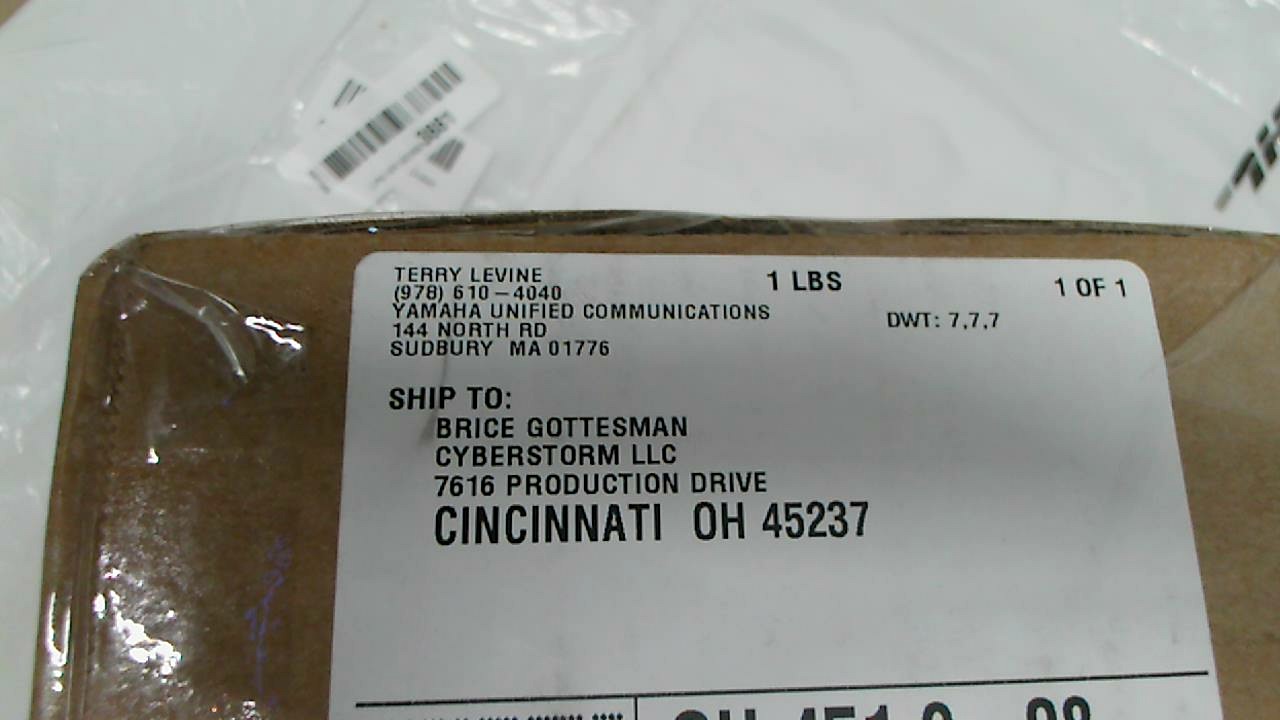 TERRY LEVINE
(978) 610-4040
YAMAHA UNIFIED COMMUNICATIONS
144 NORTH RD
SUDBURY MA 01776
1 LBS
1 OF 1
DWT: 7,7,7
SHIP TO:
BRICE GOTTESMAN
CYBERSTORM LLC
7616 PRODUCTION DRIVE
CINCINNATI OH 45237